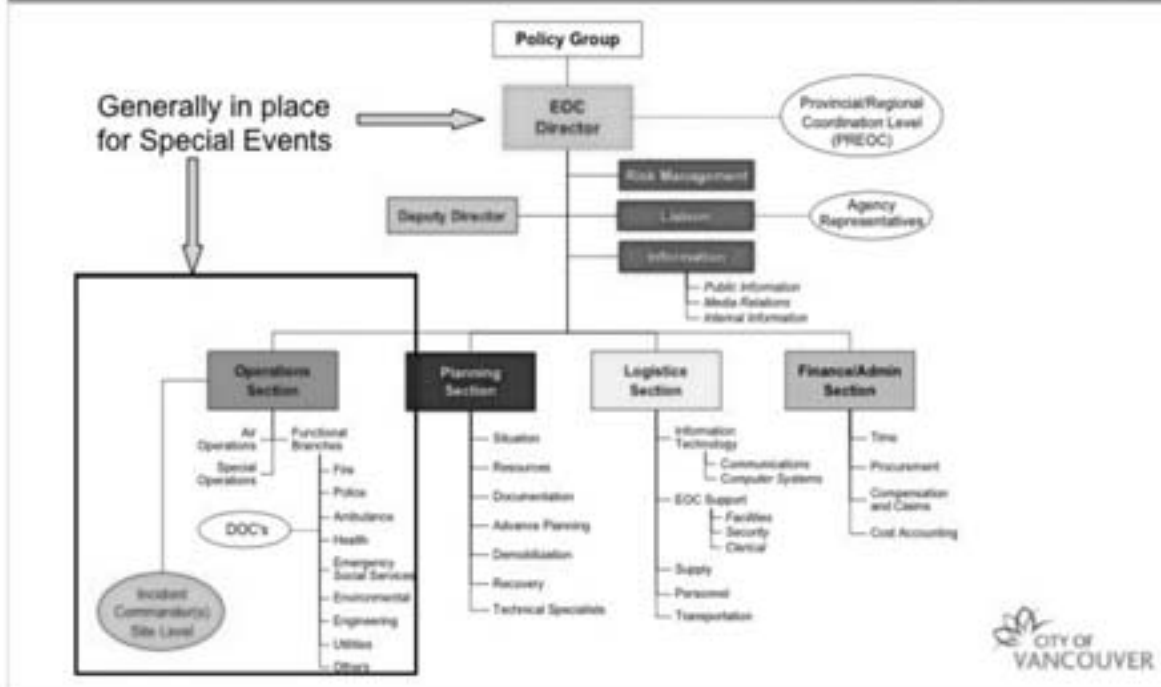 Policy Group
Generally in place
for Special Events
EOC
Director
Provincial/Regional
Coordination Level
(PREOC)
Risk Management
Deputy Director
Liaison
Agency
Representatives
Information
Public Information
Media Relations
Internal Information
Operations
Section
Air
Operations
Special
Operations
Functional
Branches
Fire
Police
Ambulance
Health
Emergency
Social Services
Environmental
Engineering
Utilities
Others
DOC's
Incident
Commander(s)
Site Level
Planning
Section
Situation
Resources
Documentation
Advance Planning
Demobilization
Recovery
Technical Specialists
Logistics
Section
Information
Technology
Communications
Computer Systems
EOC Support
Facilities
Security
Clerical
Supply
Personnel
Transportation
Finance/Admin
Section
Time
Procurement
Compensation
and Claims
Cost Accounting
CITY OF
VANCOUVER